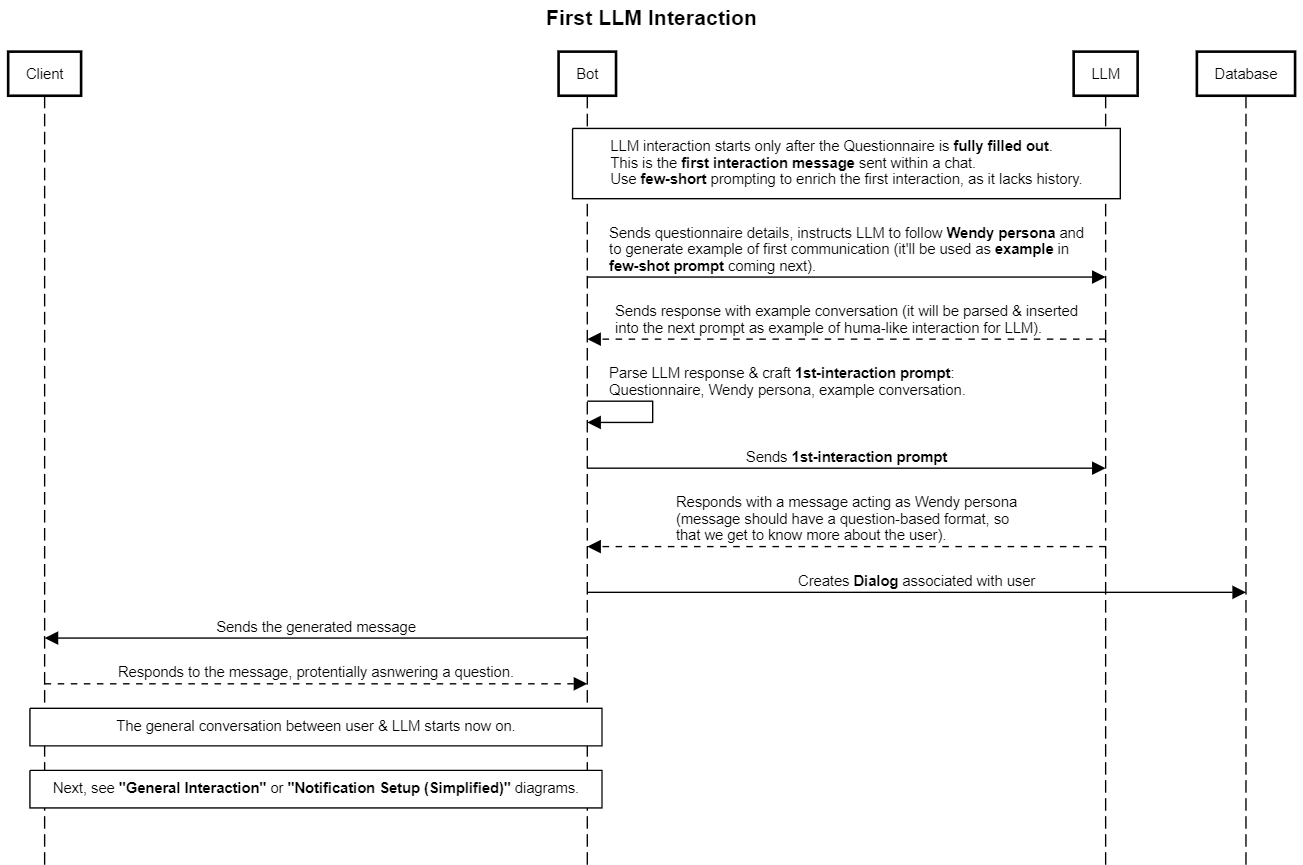 First LLM Interaction
Client
Bot
LLM
Database
LLM interaction starts only after the Questionnaire is fully filled out.
This is the first interaction message sent within a chat.
Use few-short prompting to enrich the first interaction, as it lacks history.
Sends questionnaire details, instructs LLM to follow Wendy persona and
to generate example of first communication (it'll be used as example in
few-shot prompt coming next).
Sends response with example conversation (it will be parsed & inserted
into the next prompt as example of huma-like interaction for LLM).
Parse LLM response & craft 1st-interaction prompt:
Questionnaire, Wendy persona, example conversation.
Sends 1st-interaction prompt
Responds with a message acting as Wendy persona
(message should have a question-based format, so
that we get to know more about the user).
Creates Dialog associated with user
Sends the generated message
Responds to the message, protentially asnwering a question.
The general conversation between user & LLM starts now on.
Next, see "General Interaction" or "Notification Setup (Simplified)" diagrams.